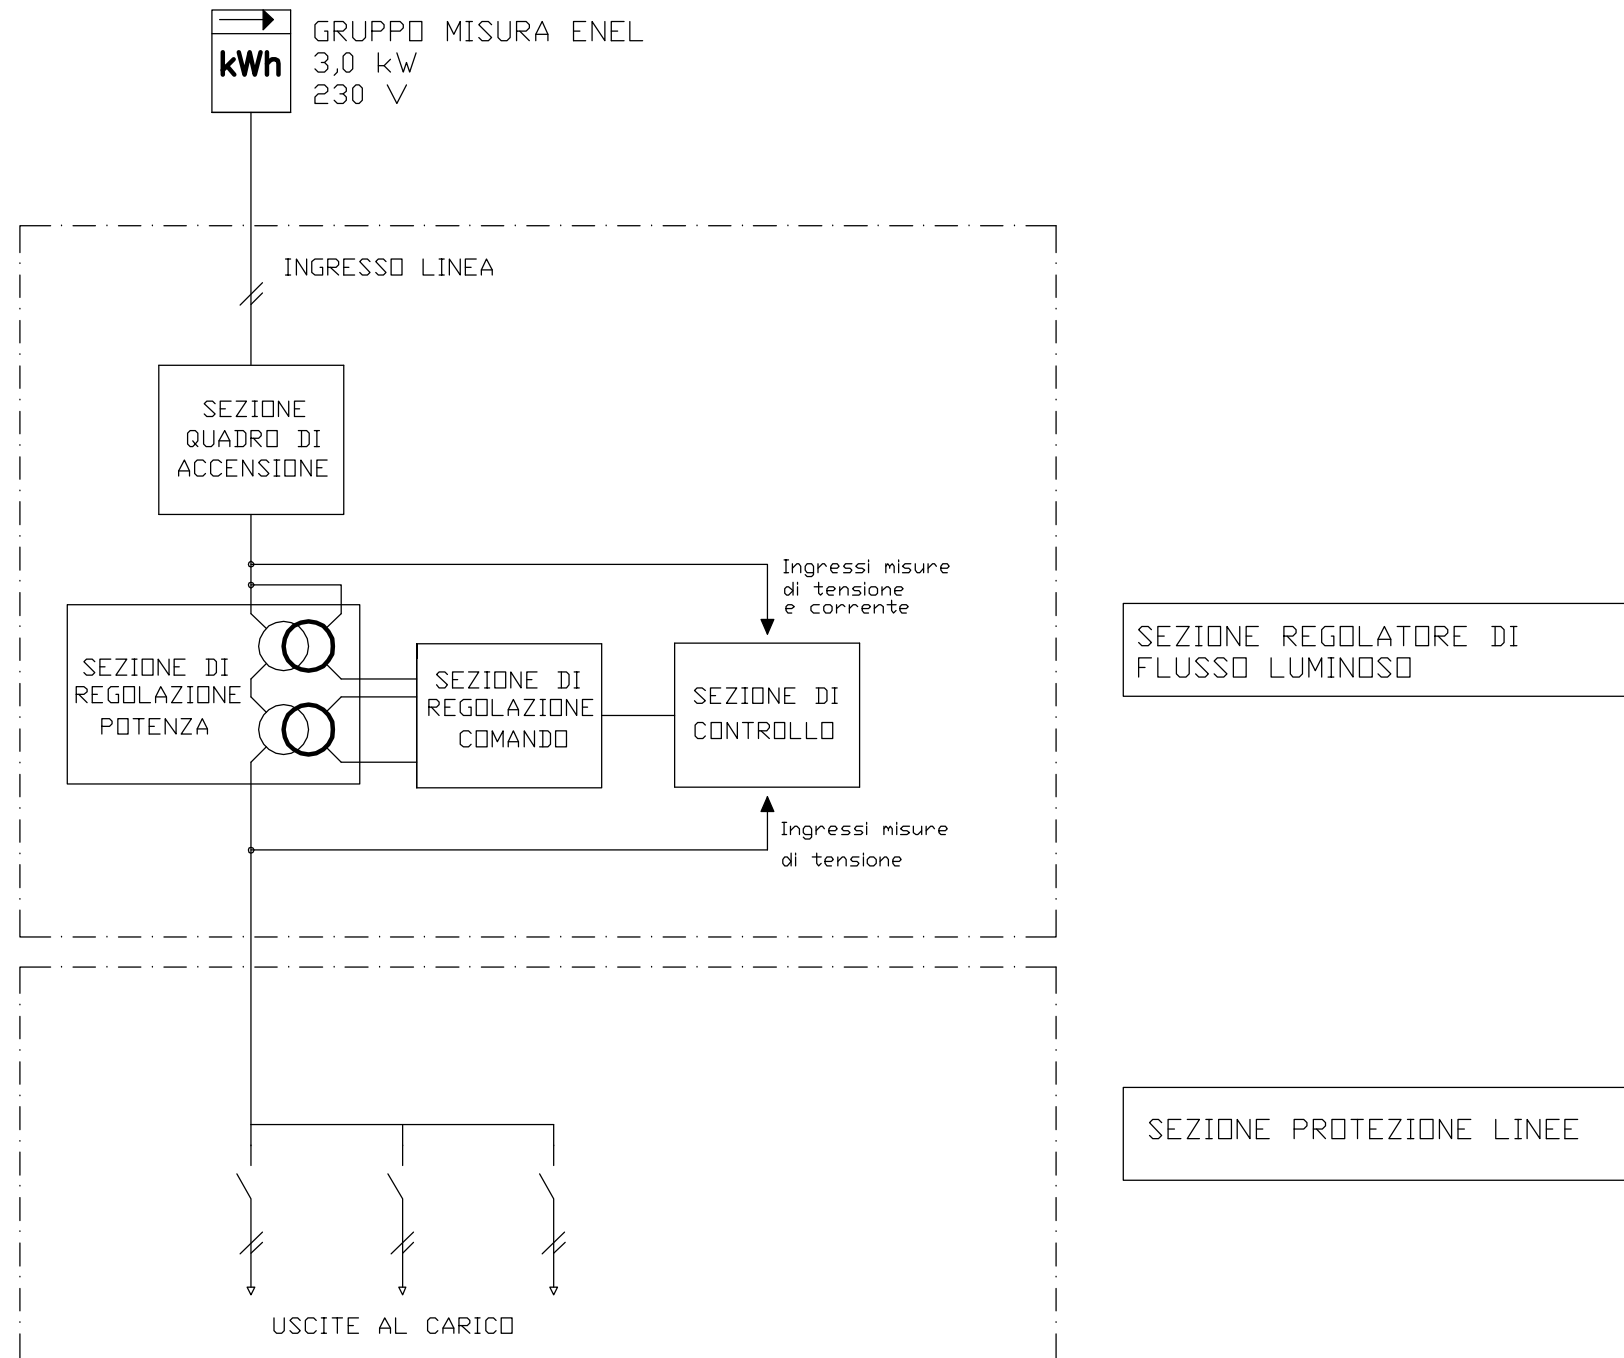 kWh
GRUPPO MISURA ENEL
3,0 kW
230 V
INGRESSO LINEA
SEZIONE
QUADRO DI
ACCENSIONE
Ingressi misure
di tensione
e corrente
SEZIONE DI
REGOLAZIONE
POTENZA
SEZIONE DI
REGOLAZIONE
COMANDO
SEZIONE DI
CONTROLLO
SEZIONE REGOLATORE DI
FLUSSO LUMINOSO
Ingressi misure
di tensione
SEZIONE PROTEZIONE LINEE
USCITE AL CARICO